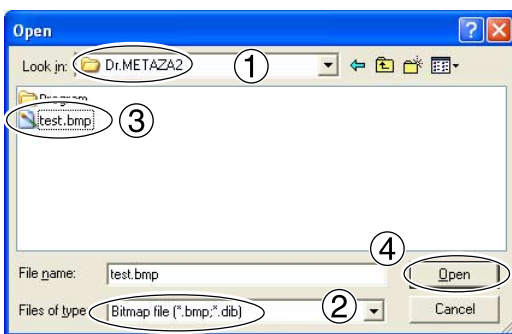 Open
Look in: Dr.METAZA2 1
Program
test.bmp 3
4
File name: test.bmp Open
Files of type Bitmap file (*.bmp;*.dib) 2 Cancel